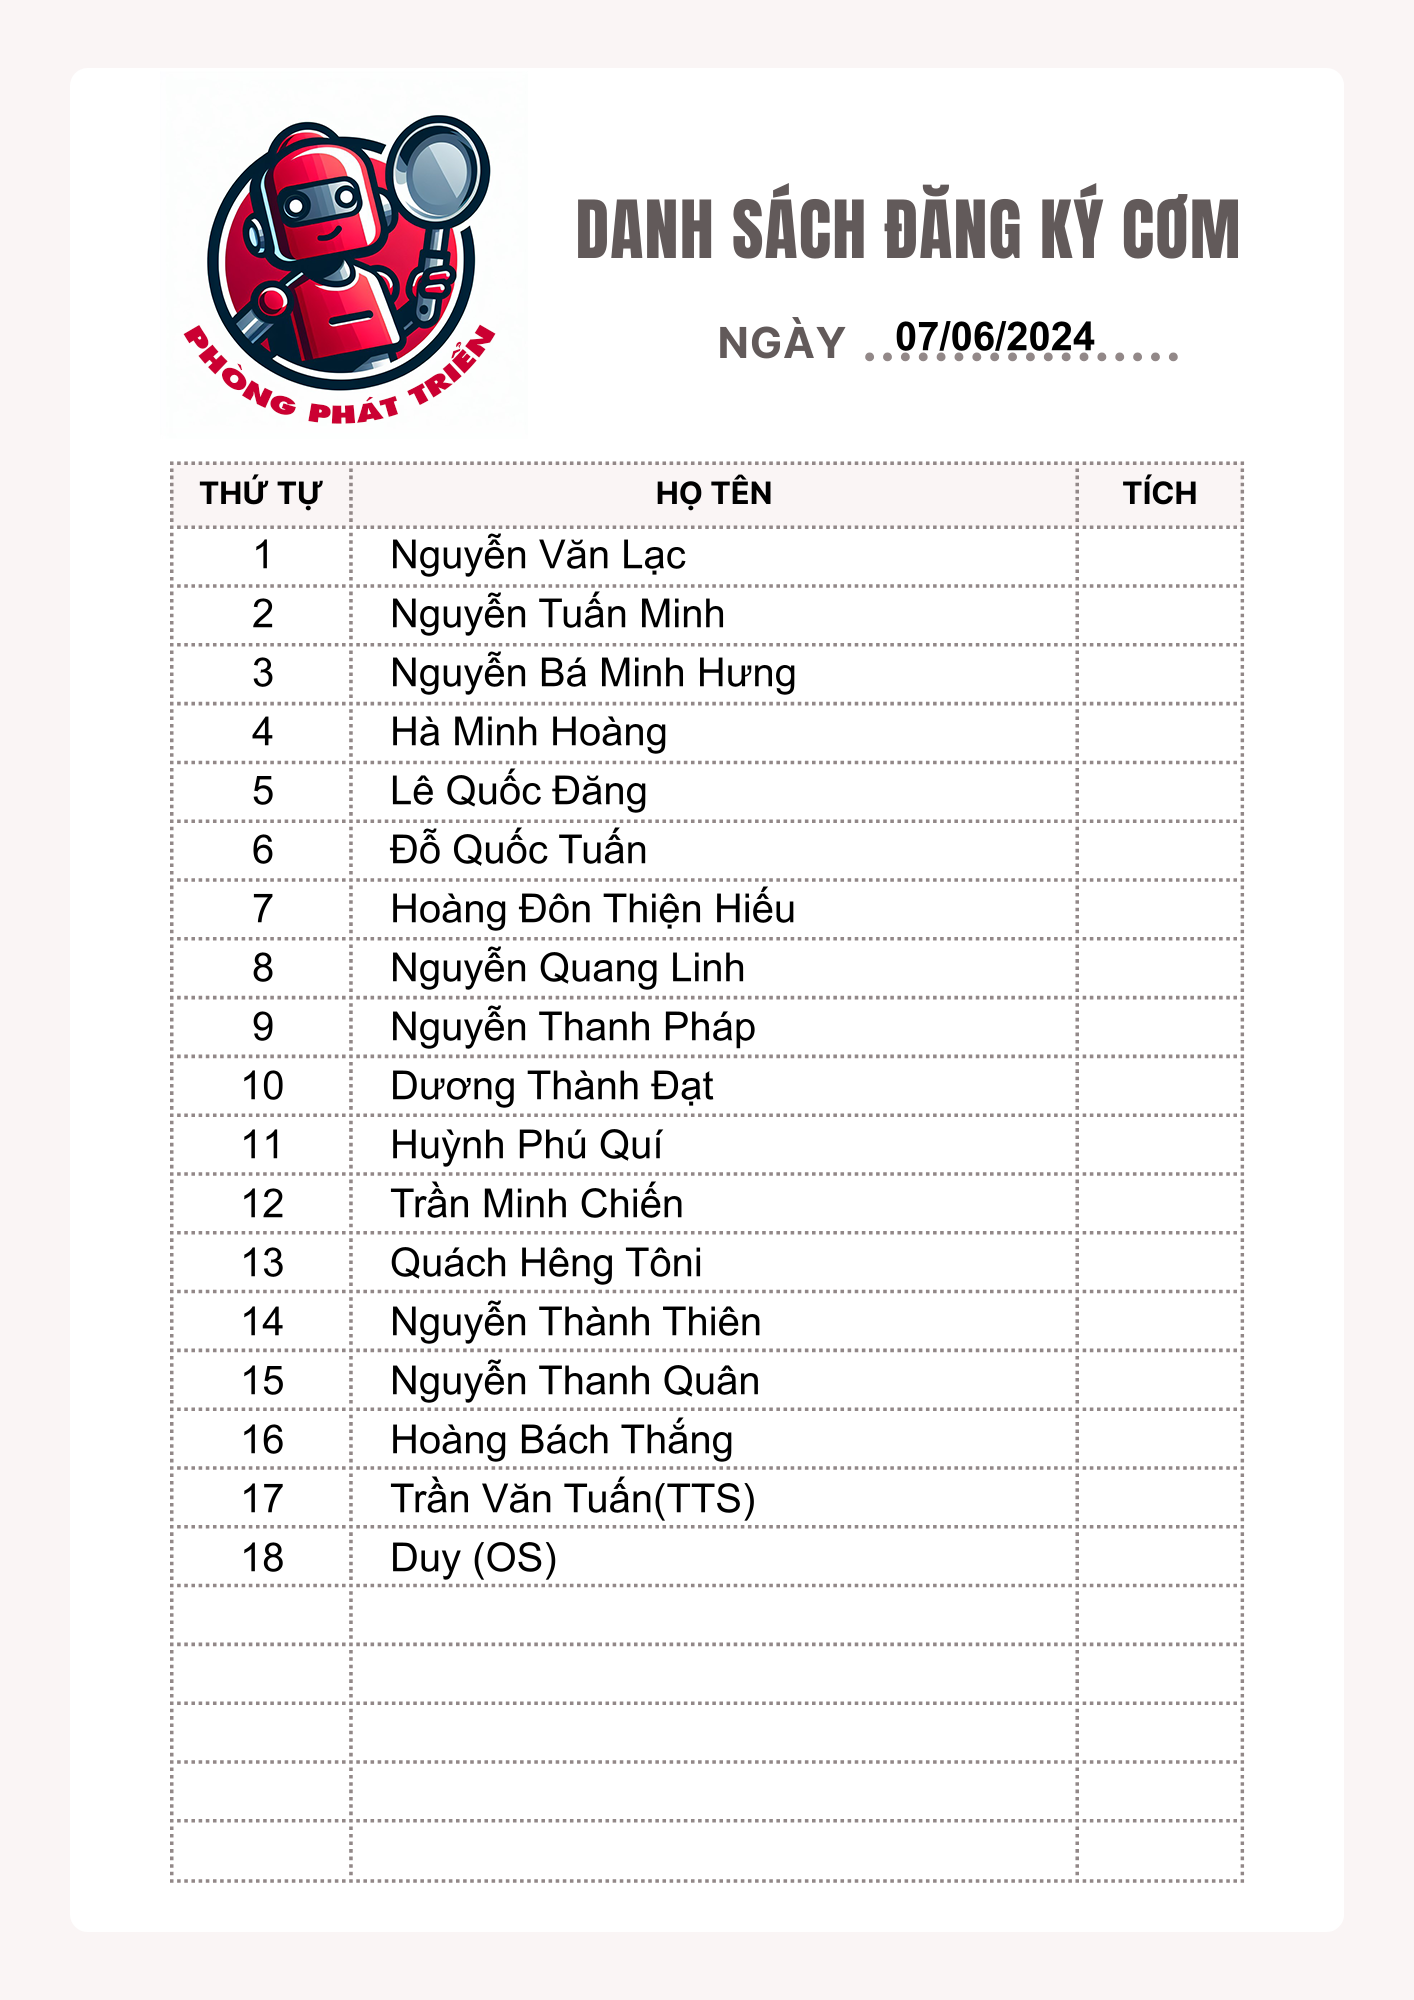 PHÒNG PHÁT TRIỂN
DANH SÁCH ĐĂNG KÝ CƠM
NGÀY 07/06/2024
THỨ TỰ HỌ TÊN TÍCH
1 Nguyễn Văn Lạc
2 Nguyễn Tuấn Minh
3 Nguyễn Bá Minh Hưng
4 Hà Minh Hoàng
5 Lê Quốc Đăng
6 Đỗ Quốc Tuấn
7 Hoàng Đôn Thiện Hiếu
8 Nguyễn Quang Linh
9 Nguyễn Thanh Pháp
10 Dương Thành Đạt
11 Huỳnh Phú Quí
12 Trần Minh Chiến
13 Quách Hêng Tôni
14 Nguyễn Thành Thiên
15 Nguyễn Thanh Quân
16 Hoàng Bách Thắng
17 Trần Văn Tuấn(TTS)
18 Duy (OS)